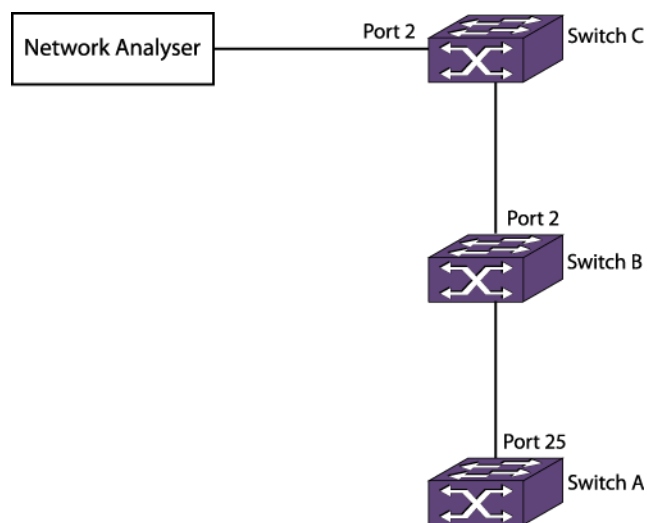 Network Analyser
Port 2
Switch C
Port 2
Switch B
Port 25
Switch A